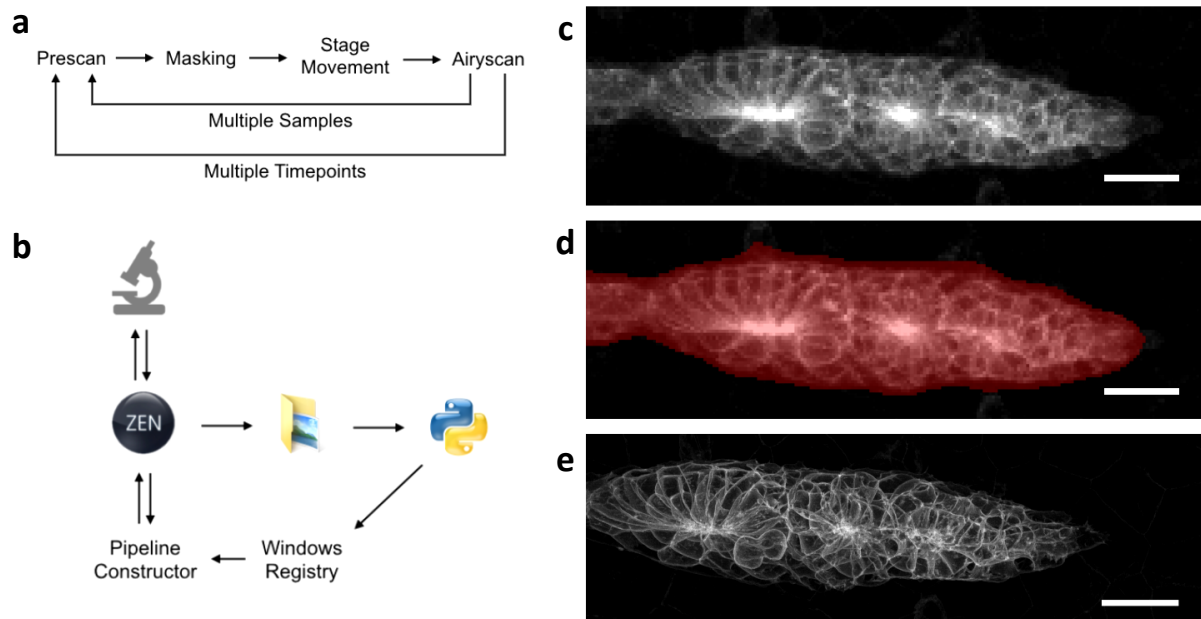 a
Prescan
Masking
Stage
Movement
Airyscan
Multiple Samples
Multiple Timepoints
b
ZEN
Pipeline
Constructor
Windows
Registry
c
d
e